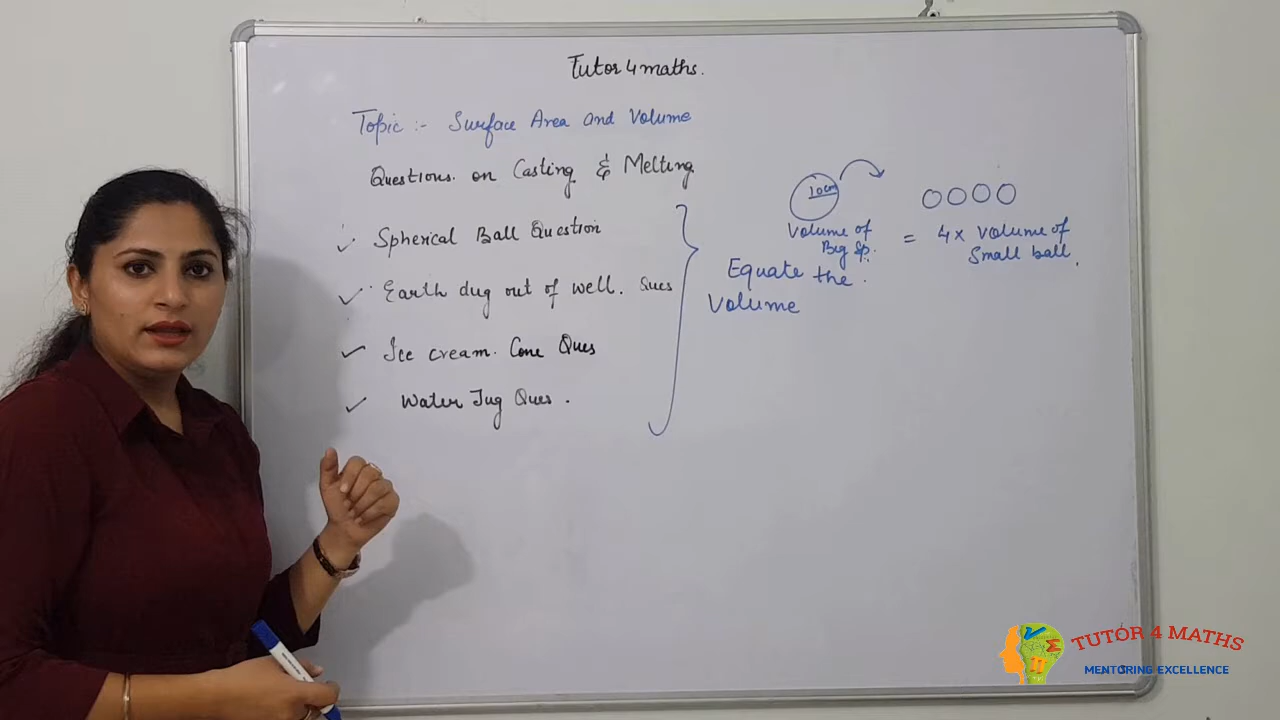 Tutor 4 maths.
Topic :- Surface Area and Volume
Questions. on Casting & Melting
✓ Spherical Ball Question
✓ Earth dug out of well. Ques
✓ Ice cream. Cone Ques
✓ Water Jug Ques.
Equate the.
Volume
10cm
Volume of
Big Sp.
= 4 x Volume of
Small ball.
TUTOR 4 MATHS
MENTORING EXCELLENCE